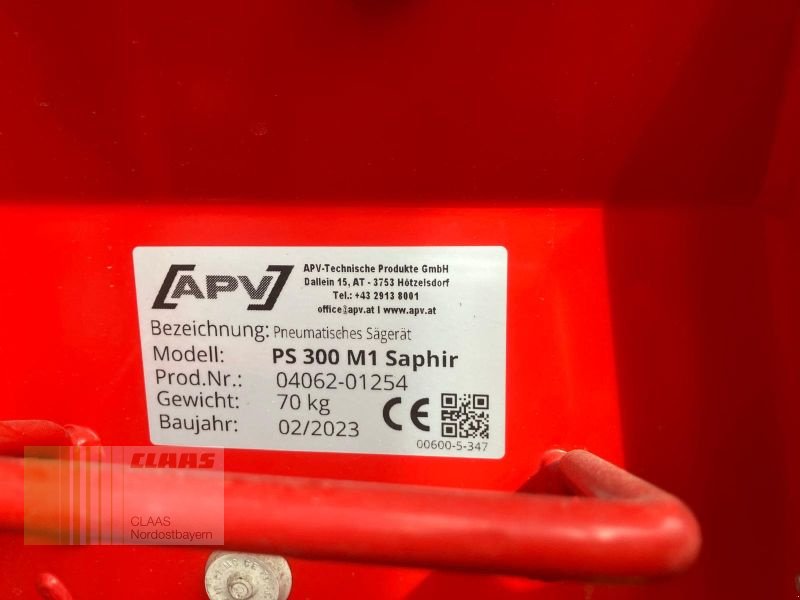 APV
APV-Technische Produkte GmbH
Dallein 15, AT - 3753 Hötzelsdorf
Tel.: +43 2913 8001
office@apv.at I www.apv.at
Bezeichnung: Pneumatisches Sägerät
Modell: PS 300 M1 Saphir
Prod.Nr.: 04062-01254
Gewicht: 70 kg
Baujahr: 02/2023
CE
00600-5-347
CLAAS
CLAAS
Nordostbayern